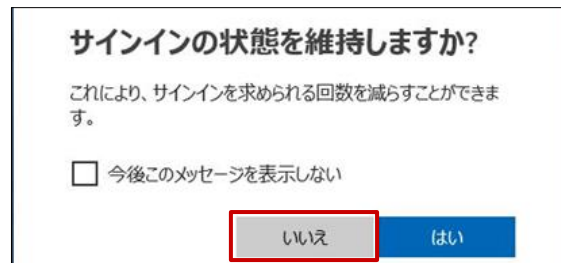 サインインの状態を維持しますか?
これにより、サインインを求められる回数を減らすことができま
す。
今後このメッセージを表示しない
いいえ
はい